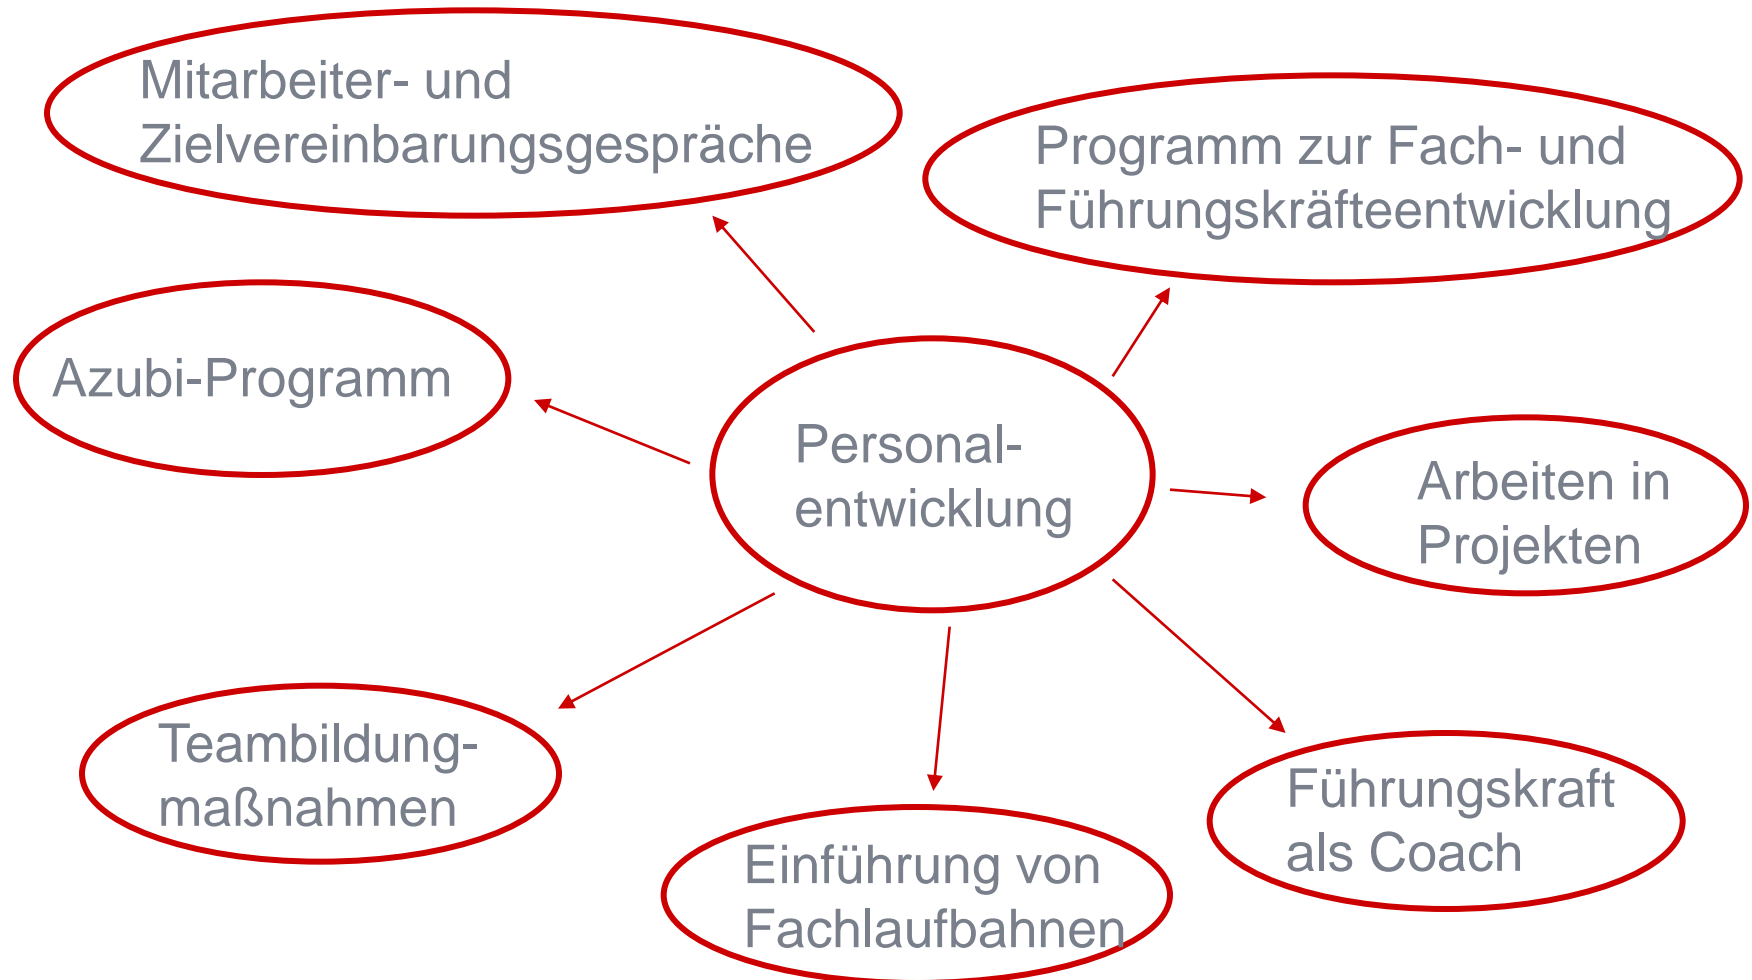 Mitarbeiter- und
Zielvereinbarungsgespräche
Programm zur Fach- und
Führungskräfteentwicklung
Azubi-Programm
Personal-
entwicklung
Arbeiten in
Projekten
Teambildung-
maßnahmen
Führungskraft
als Coach
Einführung von
Fachlaufbahnen